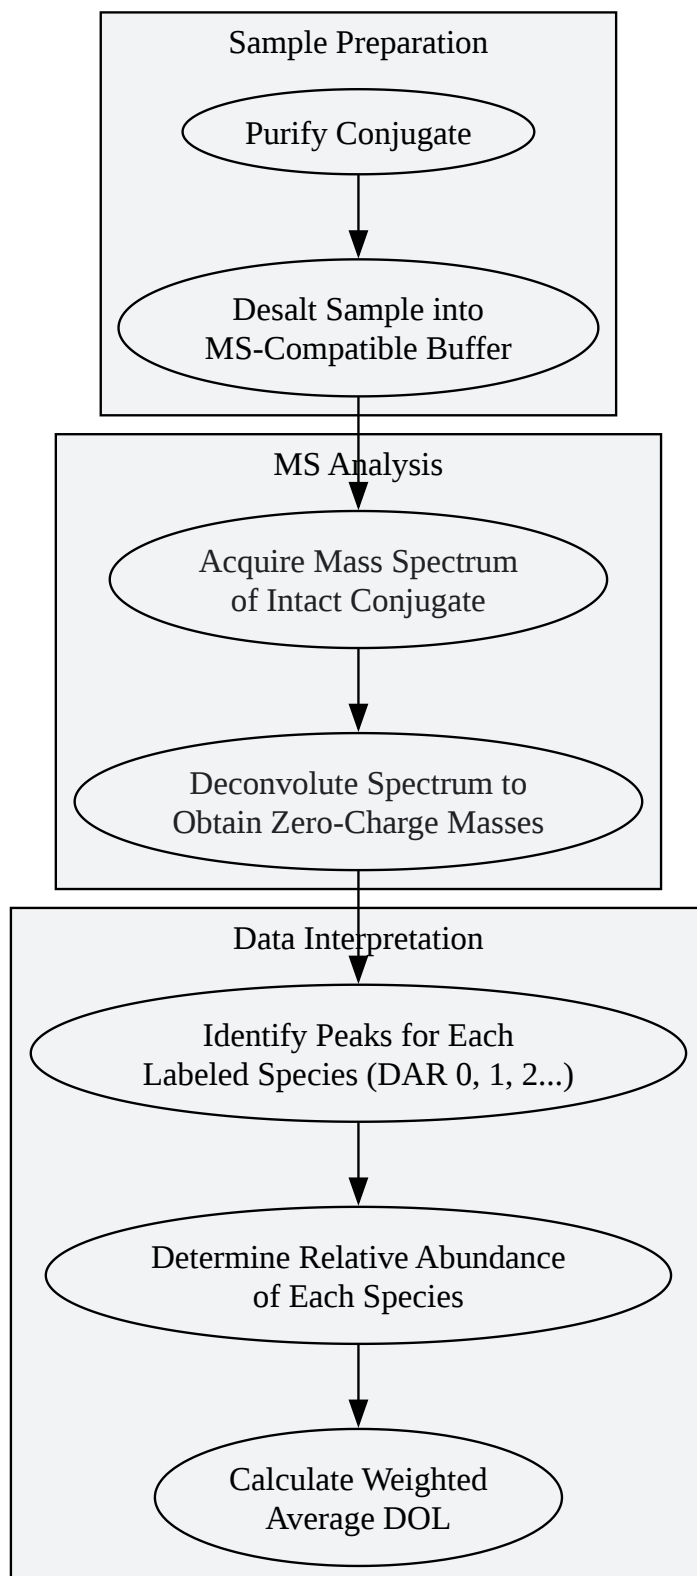 Sample Preparation
Purify Conjugate
Desalt Sample into
MS-Compatible Buffer
MS Analysis
Acquire Mass Spectrum
of Intact Conjugate
Deconvolute Spectrum to
Obtain Zero-Charge Masses
Data Interpretation
Identify Peaks for Each
Labeled Species (DAR 0, 1, 2...)
Determine Relative Abundance
of Each Species
Calculate Weighted
Average DOL